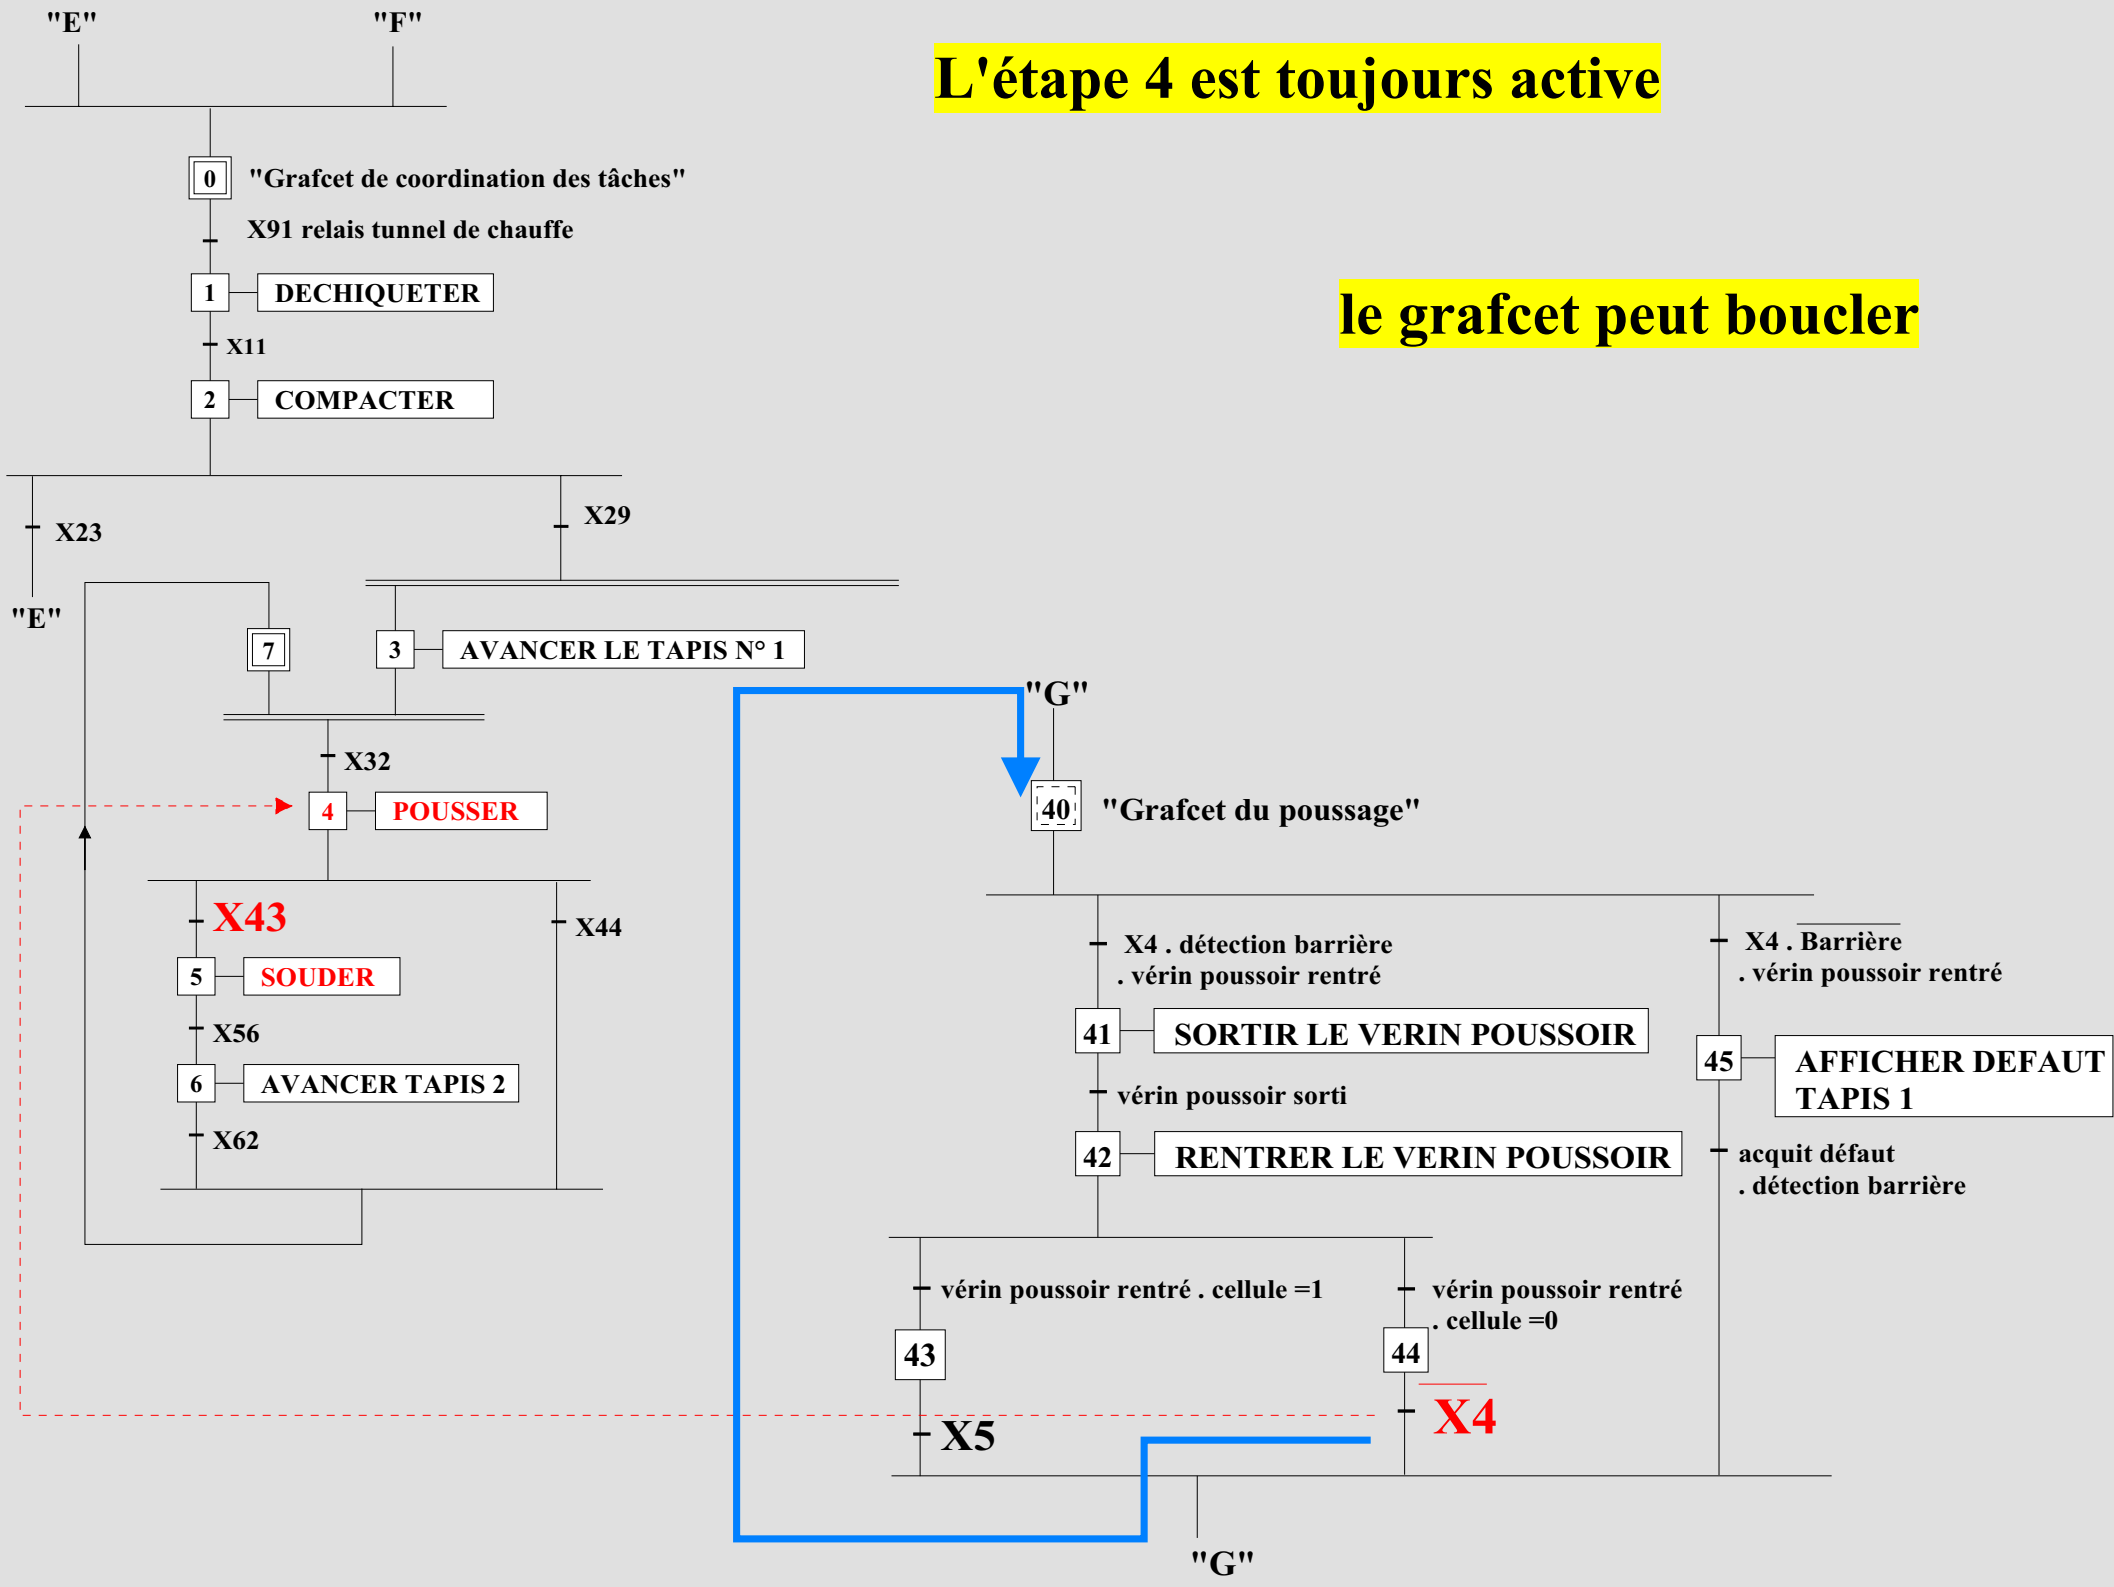 "E"
"F"
L'étape 4 est toujours active
0
"Grafcet de coordination des tâches"
X91 relais tunnel de chauffe
1
DECHIQUETER
le grafcet peut boucler
X11
2
COMPACTER
X23
X29
"E"
7
3
AVANCER LE TAPIS N° 1
"G"
X32
4
POUSSER
40
"Grafcet du poussage"
X43
X44
5
SOUDER
X56
6
AVANCER TAPIS 2
X62
X4 . détection barrière
. vérin poussoir rentré
X4 . Barrière
. vérin poussoir rentré
41
SORTIR LE VERIN POUSSOIR
45
AFFICHER DEFAUT
TAPIS 1
vérin poussoir sorti
42
RENTRER LE VERIN POUSSOIR
acquit défaut
. détection barrière
vérin poussoir rentré . cellule =1
vérin poussoir rentré
. cellule =0
43
44
X5
X4
"G"